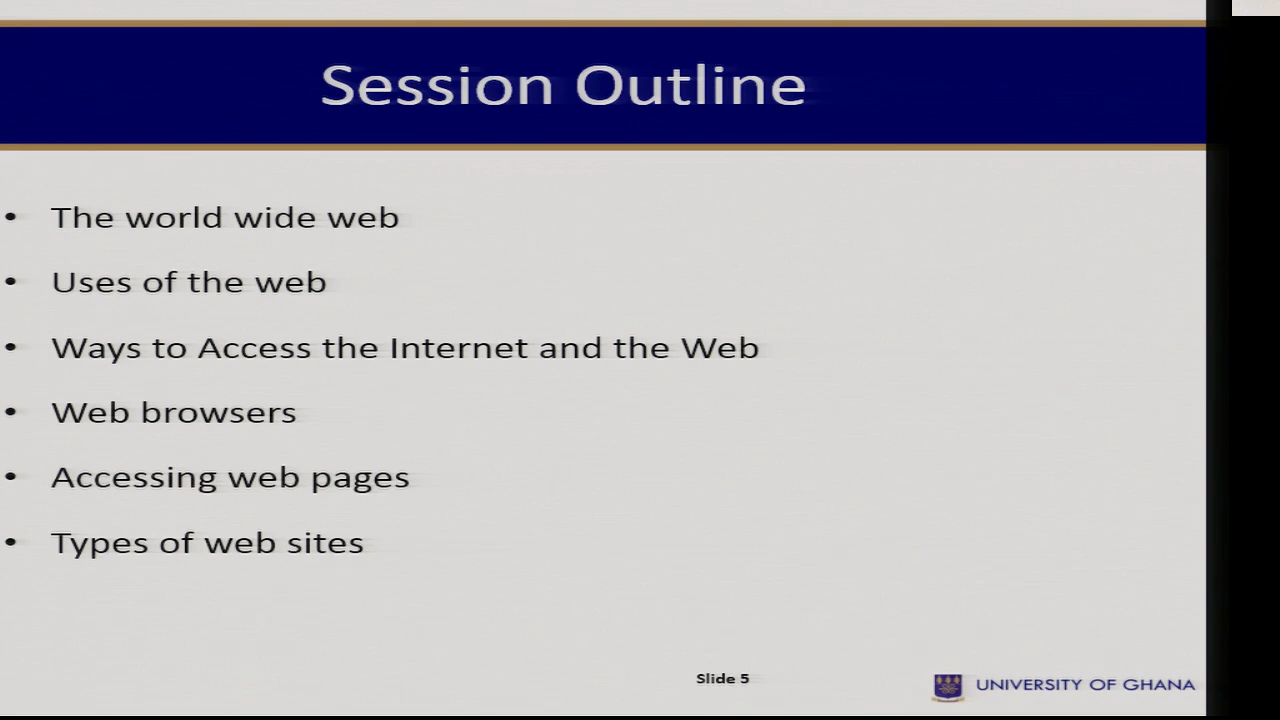 Session Outline
• The world wide web
• Uses of the web
• Ways to Access the Internet and the Web
• Web browsers
• Accessing web pages
• Types of web sites
Slide 5
UNIVERSITY OF GHANA